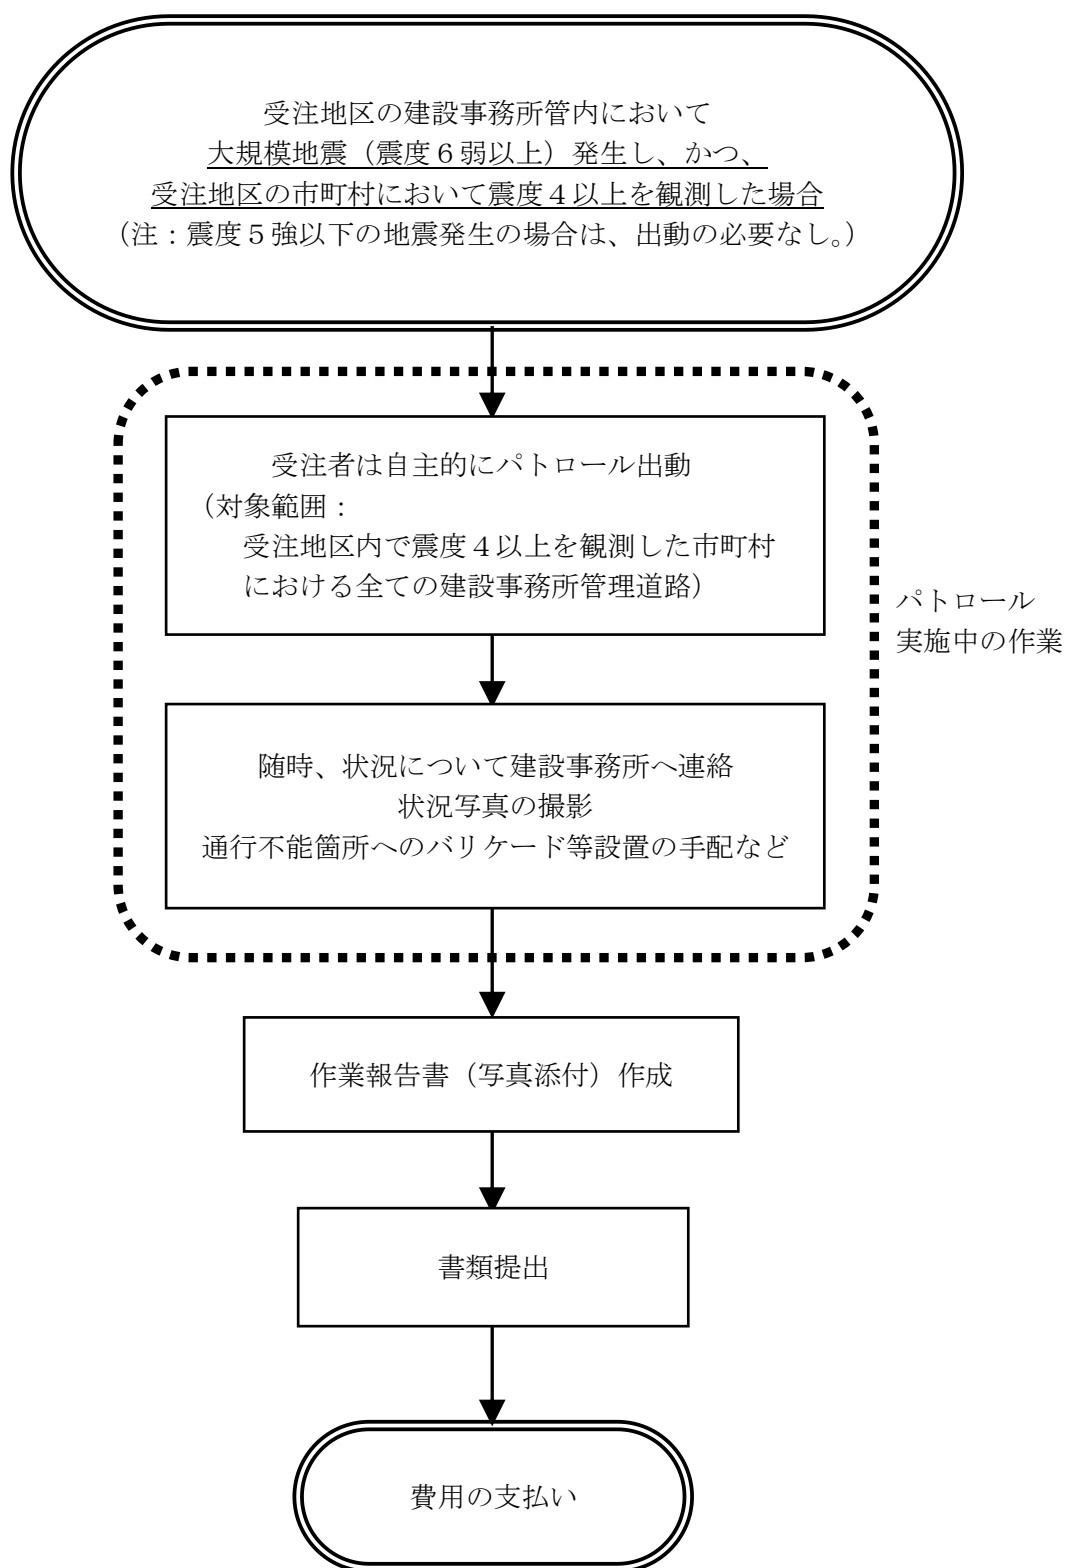 受注地区の建設事務所管内において
大規模地震（震度６弱以上）発生し、かつ、
受注地区の市町村において震度４以上を観測した場合
（注：震度５強以下の地震発生の場合は、出動の必要なし。）
受注者は自主的にパトロール出動
（対象範囲：
受注地区内で震度４以上を観測した市町村
における全ての建設事務所管理道路）
パトロール
実施中の作業
随時、状況について建設事務所へ連絡
状況写真の撮影
通行不能箇所へのバリケード等設置の手配など
作業報告書（写真添付）作成
書類提出
費用の支払い